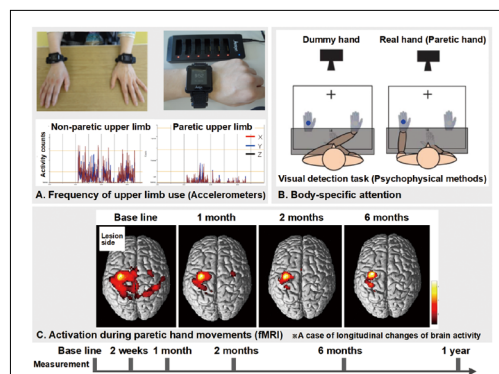 Dummy hand
Real hand (Paretic hand)
Non-paretic upper limb
Paretic upper limb
Activity counts
X
Y
Z
A. Frequency of upper limb use (Accelerometers)
Visual detection task (Psychophysical methods)
B. Body-specific attention
Base line
1 month
2 months
6 months
Lesion side
C. Activation during paretic hand movements (fMRI) ※A case of longitudinal changes of brain activity
Base line
2 weeks
1 month
2 months
6 months
1 year
Measurement